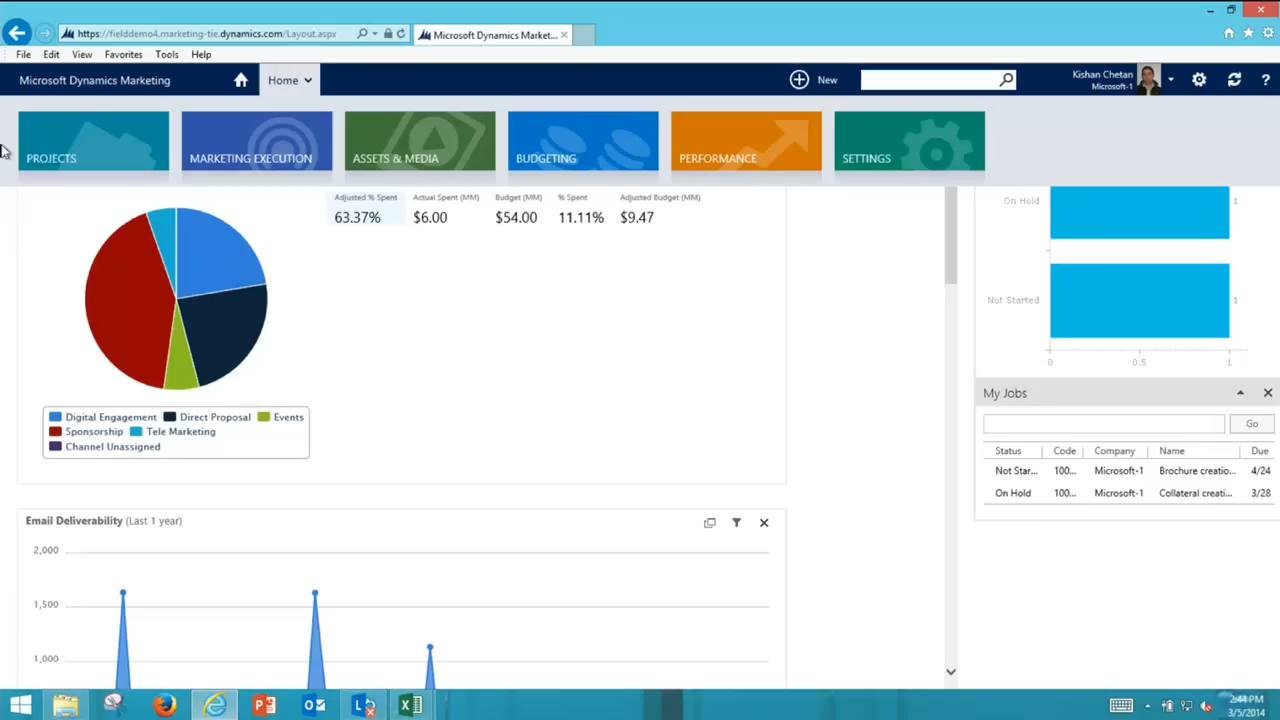 https://fielddemo4.marketing-tie.dynamics.com/Layout.aspx
Microsoft Dynamics Market...
File Edit View Favorites Tools Help
Microsoft Dynamics Marketing
Home
New
Kishan Chetan
Microsoft-1
?
PROJECTS
MARKETING EXECUTION
ASSETS & MEDIA
BUDGETING
PERFORMANCE
SETTINGS
Adjusted % Spent Actual Spent (MM) Budget (MM) % Spent Adjusted Budget (MM)
63.37% $6.00 $54.00 11.11% $9.47
Digital Engagement Direct Proposal Events
Sponsorship Tele Marketing
Channel Unassigned
On Hold 1
Not Started 1
0 0.5 1
My Jobs
Go
Status Code Company Name Due
Not Star... 100... Microsoft-1 Brochure creatio... 4/24
On Hold 100... Microsoft-1 Collateral creati... 3/28
Email Deliverability (Last 1 year)
2,000
1,500
1,000
2:44 PM
3/5/2014